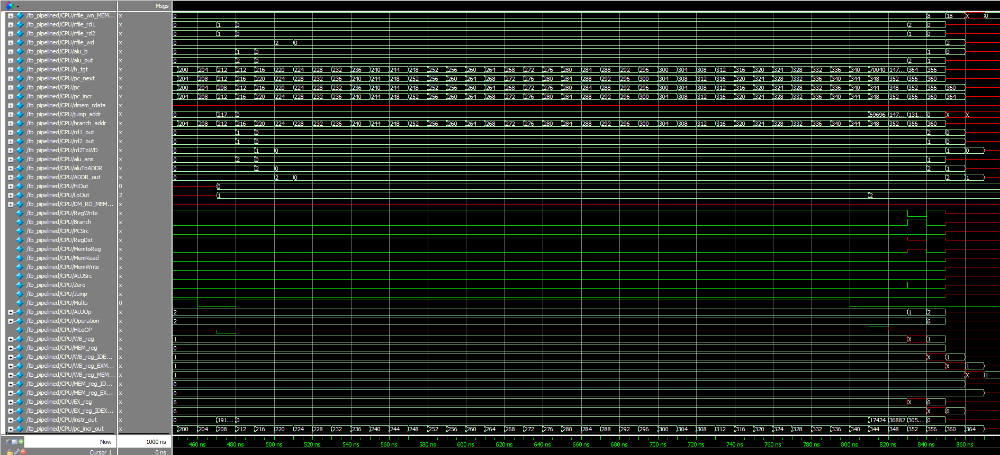 Msgs
/tb_pipelined/CPU/rfile_wn_MEM... x 0 8 18 X 0
/tb_pipelined/CPU/rfile_rd1 x 0 1 0 2 0
/tb_pipelined/CPU/rfile_rd2 x 0 1 0 1 0
/tb_pipelined/CPU/rfile_wd x 0 2 0 2
/tb_pipelined/CPU/alu_b x 0 1 0 1 0
/tb_pipelined/CPU/alu_out x 0 2 0 2 1
/tb_pipelined/CPU/b_tgt x 200 204 212 212 216 220 224 228 232 236 240 244 248 252 256 260 264 268 272 276 280 284 288 292 296 300 304 308 312 316 320 324 328 332 336 340 70040 147... 364 356
/tb_pipelined/CPU/pc_next x 204 208 212 216 220 224 228 232 236 240 244 248 252 256 260 264 268 272 276 280 284 288 292 296 300 304 308 312 316 320 324 328 332 336 340 344 348 352 356 360
/tb_pipelined/CPU/pc x 200 204 208 212 216 220 224 228 232 236 240 244 248 252 256 260 264 268 272 276 280 284 288 292 296 300 304 308 312 316 320 324 328 332 336 340 344 348 352 356 360
/tb_pipelined/CPU/pc_incr x 204 208 212 216 220 224 228 232 236 240 244 248 252 256 260 264 268 272 276 280 284 288 292 296 300 304 308 312 316 320 324 328 332 336 340 344 348 352 356 360 364
/tb_pipelined/CPU/dmem_rdata x
/tb_pipelined/CPU/jump_addr X 0 217... 0 69696 147... 131... 0 X X
/tb_pipelined/CPU/branch_addr x 204 208 212 216 220 224 228 232 236 240 244 248 252 256 260 264 268 272 276 280 284 288 292 296 300 304 308 312 316 320 324 328 332 336 340 344 348 352 356 360
/tb_pipelined/CPU/rd1_out x 0 1 0 2 0
/tb_pipelined/CPU/rd2_out x 0 1 0 1 0
/tb_pipelined/CPU/rd2ToWD x 0 1 0 1 0
/tb_pipelined/CPU/alu_ans x 0 2 0 1
/tb_pipelined/CPU/aluToADDR x 0 2 0 2 1
/tb_pipelined/CPU/ADDR_out x 0 2 0 2 1
/tb_pipelined/CPU/HiOut 0 0
/tb_pipelined/CPU/LoOut 2 1 2
/tb_pipelined/CPU/DM_RD_MEM... x
/tb_pipelined/CPU/RegWrite x
/tb_pipelined/CPU/Branch x
/tb_pipelined/CPU/PCSrc x
/tb_pipelined/CPU/RegDst x
/tb_pipelined/CPU/MemtoReg x
/tb_pipelined/CPU/MemRead x
/tb_pipelined/CPU/MemWrite x
/tb_pipelined/CPU/ALUSrc x
/tb_pipelined/CPU/Zero x
/tb_pipelined/CPU/Jump x
/tb_pipelined/CPU/Multu 0
/tb_pipelined/CPU/ALUOp x 2 1 2
/tb_pipelined/CPU/Operation x 2 6
/tb_pipelined/CPU/HiLoOP x
/tb_pipelined/CPU/WB_reg x 1 X 1
/tb_pipelined/CPU/MEM_reg x 0
/tb_pipelined/CPU/WB_reg_IDE... x 1 X 1
/tb_pipelined/CPU/WB_reg_EXM... x 1 X 1
/tb_pipelined/CPU/WB_reg_MEM... x 1 X 1
/tb_pipelined/CPU/MEM_reg_ID... x 0
/tb_pipelined/CPU/MEM_reg_EX... x 0
/tb_pipelined/CPU/EX_reg x 6 X 6
/tb_pipelined/CPU/EX_reg_IDEX... x 6 X 6
/tb_pipelined/CPU/instr_out x 0 191... 0 17424 36882 305... 0
/tb_pipelined/CPU/pc_incr_out x 200 204 208 212 216 220 224 228 232 236 240 244 248 252 256 260 264 268 272 276 280 284 288 292 296 300 304 308 312 316 320 324 328 332 336 340 344 348 352 356 360 364
Now 1000 ns 460 ns 480 ns 500 ns 520 ns 540 ns 560 ns 580 ns 600 ns 620 ns 640 ns 660 ns 680 ns 700 ns 720 ns 740 ns 760 ns 780 ns 800 ns 820 ns 840 ns 860 ns
Cursor 1 0 ns